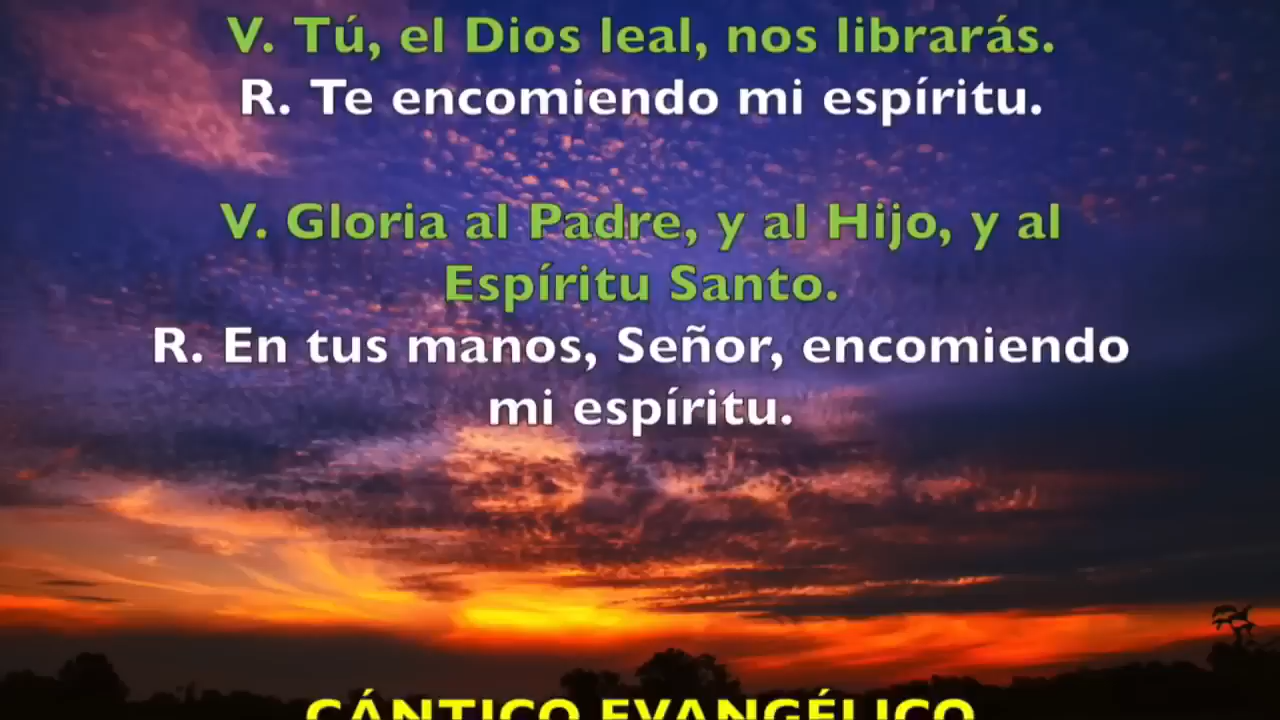 V. Tú, el Dios leal, nos librarás.
R. Te encomiendo mi espíritu.
V. Gloria al Padre, y al Hijo, y al
Espíritu Santo.
R. En tus manos, Señor, encomiendo
mi espíritu.
CÁNTICO EVANGÉLICO